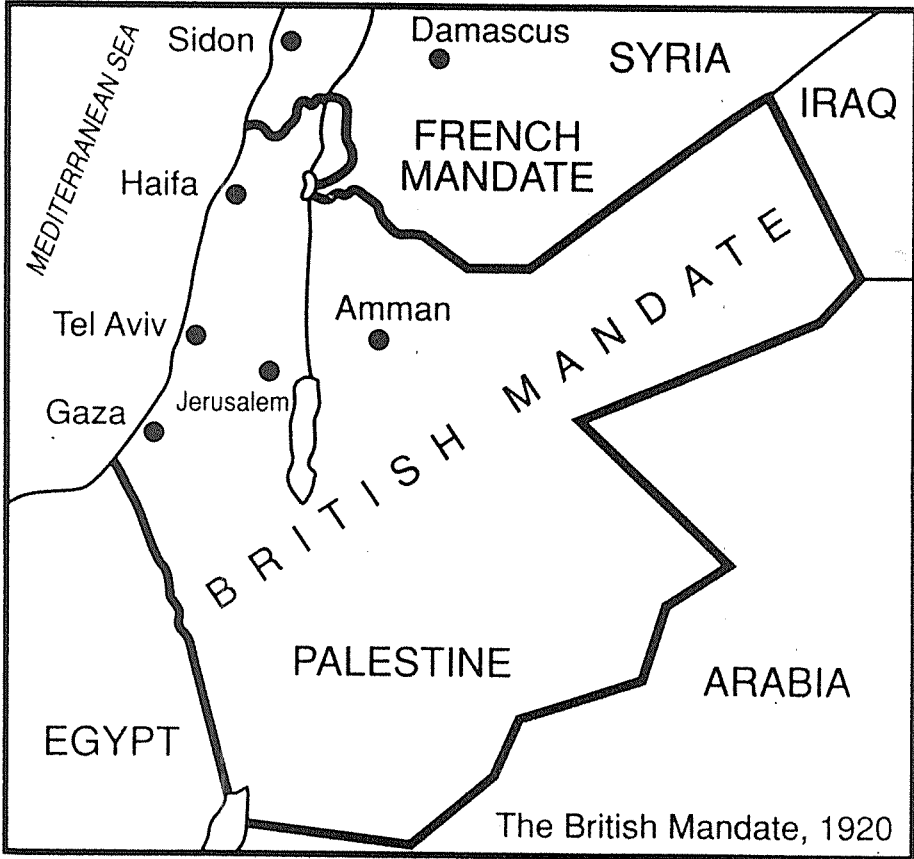 Sidon
Damascus
SYRIA
IRAQ
MEDITERRANEAN SEA
FRENCH
MANDATE
Haifa
Tel Aviv
Amman
Jerusalem
Gaza
BRITISH MANDATE
PALESTINE
ARABIA
EGYPT
The British Mandate, 1920